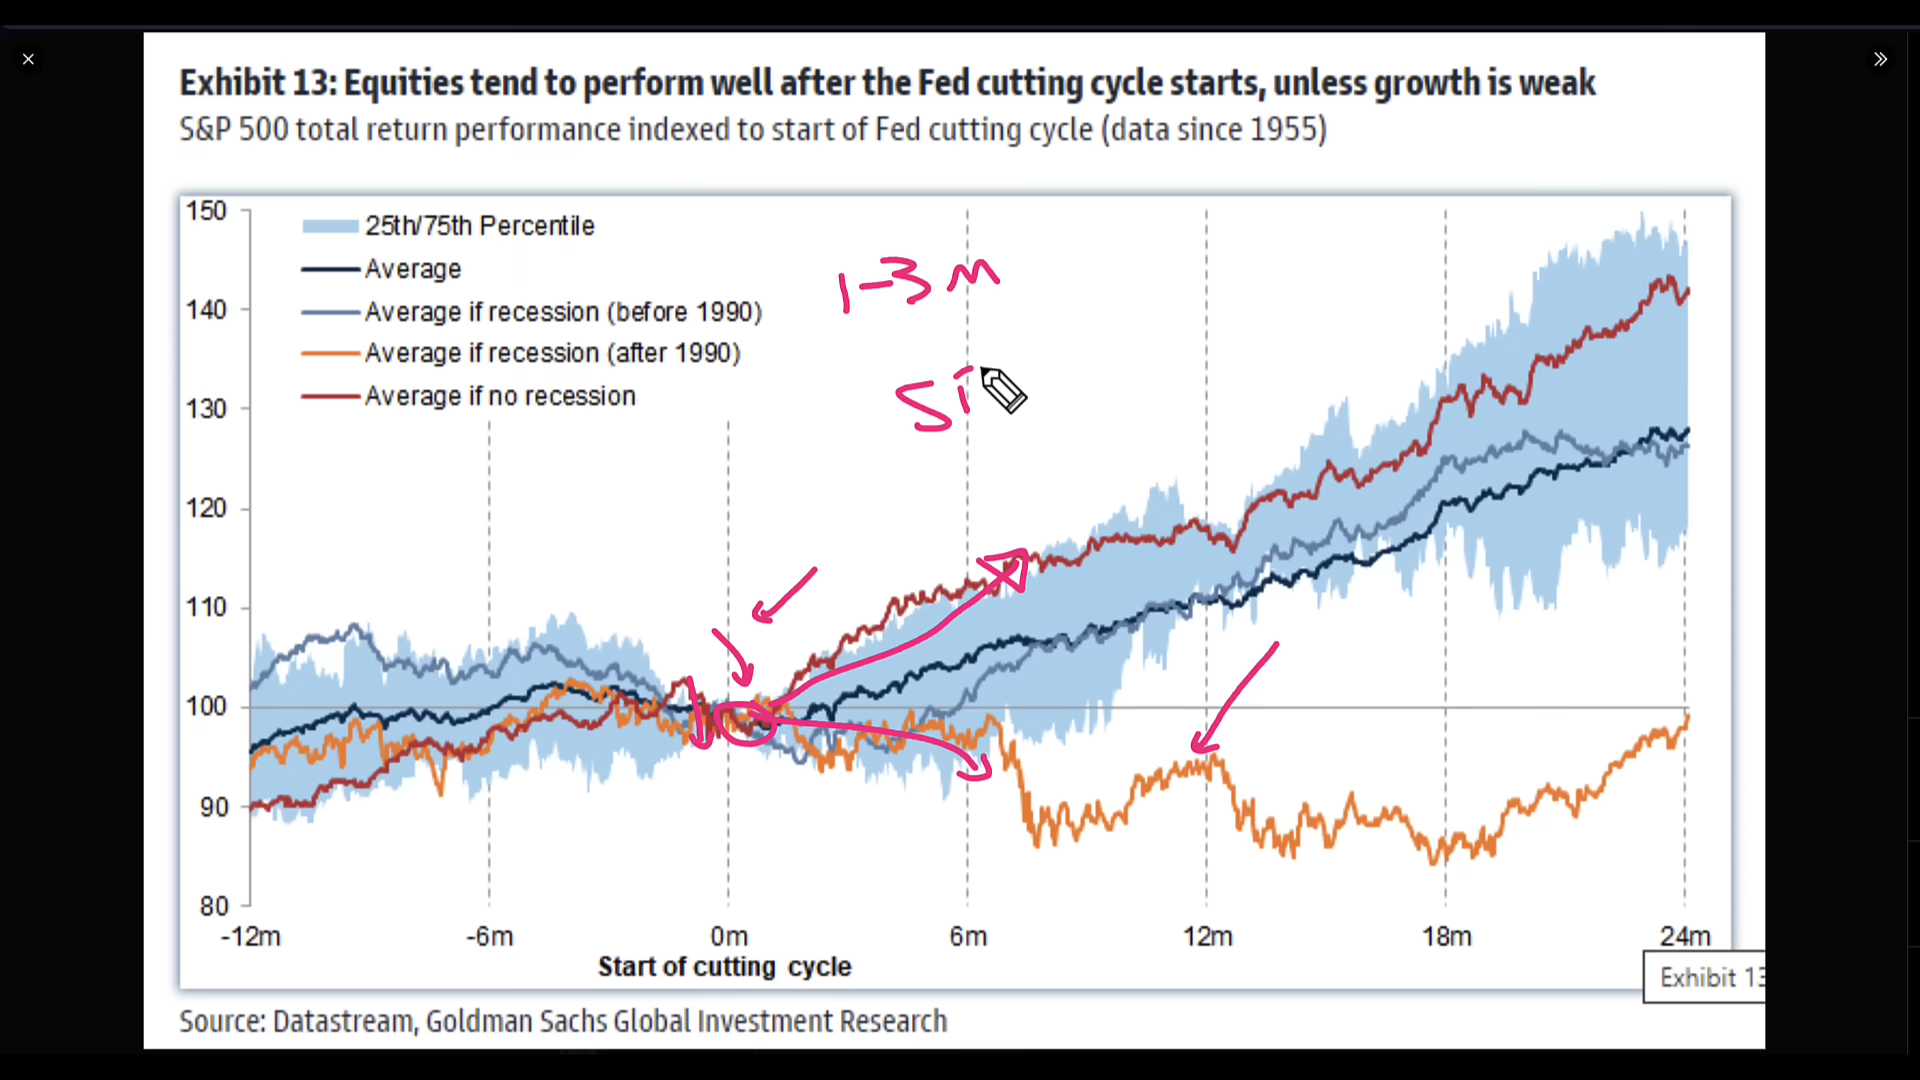 Exhibit 13: Equities tend to perform well after the Fed cutting cycle starts, unless growth is weak
S&P 500 total return performance indexed to start of Fed cutting cycle (data since 1955)
150
140
130
120
110
100
90
80
25th/75th Percentile
Average
Average if recession (before 1990)
Average if recession (after 1990)
Average if no recession
1-3 m
-12m
-6m
0m
6m
12m
18m
24m
Start of cutting cycle
Exhibit 13
Source: Datastream, Goldman Sachs Global Investment Research